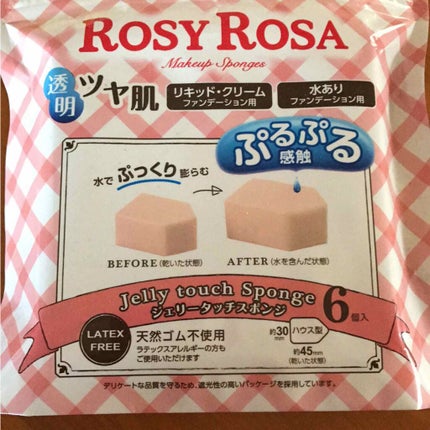 ROSY ROSA
Makeup Sponges
透明
ツヤ肌
リキッド・クリーム
ファンデーション用
水あり
ファンデーション用
ぷるぷる
感触
水でぷっくり膨らむ
BEFORE(乾いた状態)
AFTER(水を含んだ状態)
Jelly touch Sponge
ジェリータッチスポンジ
6個入
LATEX
FREE
天然ゴム不使用
ラテックスアレルギーの方も
ご使用いただけます
約30mm
ハウス型
約45mm
(乾いた状態)
デリケートな品質を守るため、遮光性の高いパッケージを採用しています。